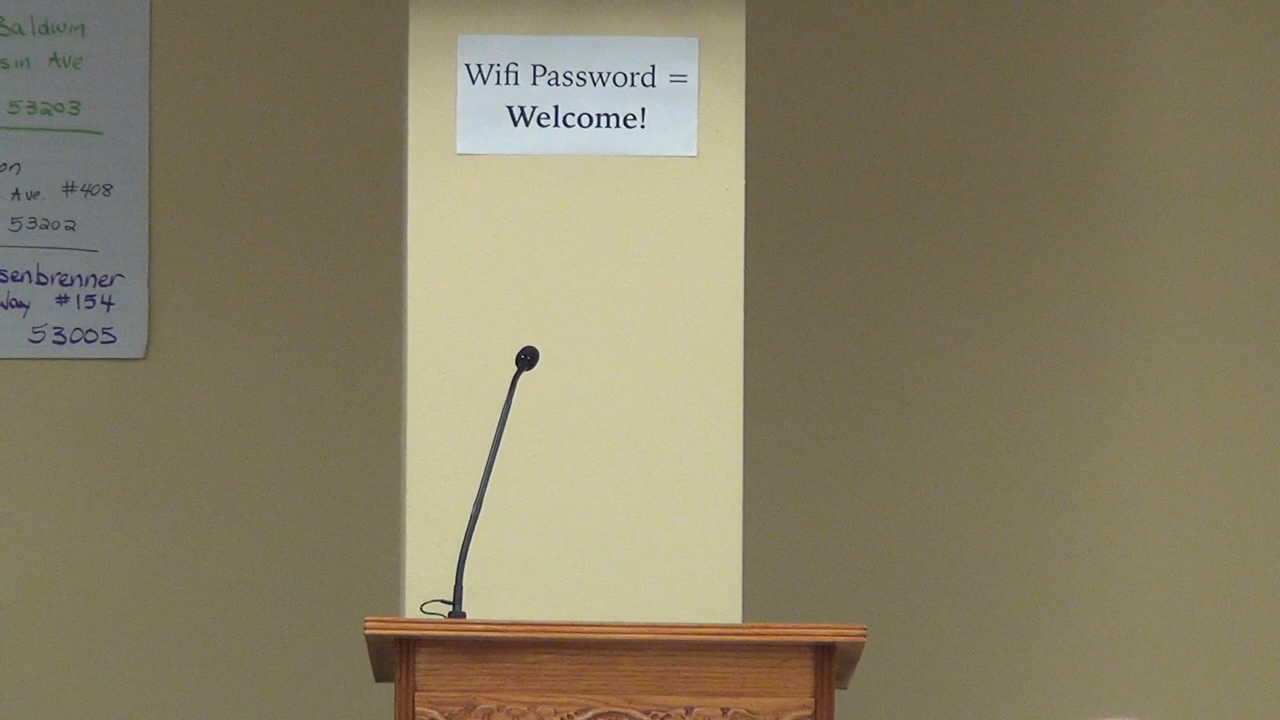 Baldwin
sin Ave
53203
on
Ave. #408
53202
senbrenner
Way #154
53005
Wifi Password =
Welcome!